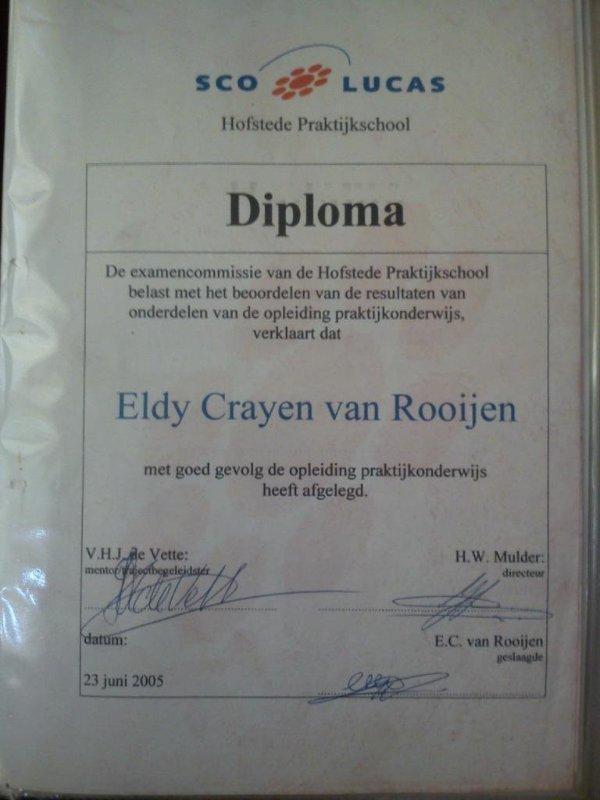 SCO LUCAS
Hofstede Praktijkschool
Diploma
De examencommissie van de Hofstede Praktijkschool
belast met het beoordelen van de resultaten van
onderdelen van de opleiding praktijkonderwijs,
verklaart dat
Eldy Crayen van Rooijen
met goed gevolg de opleiding praktijkonderwijs
heeft afgelegd.
V.H.J. de Vette:
mentor/trajectbegeleidster
H.W. Mulder:
directeur
datum:
E.C. van Rooijen
geslaagde
23 juni 2005